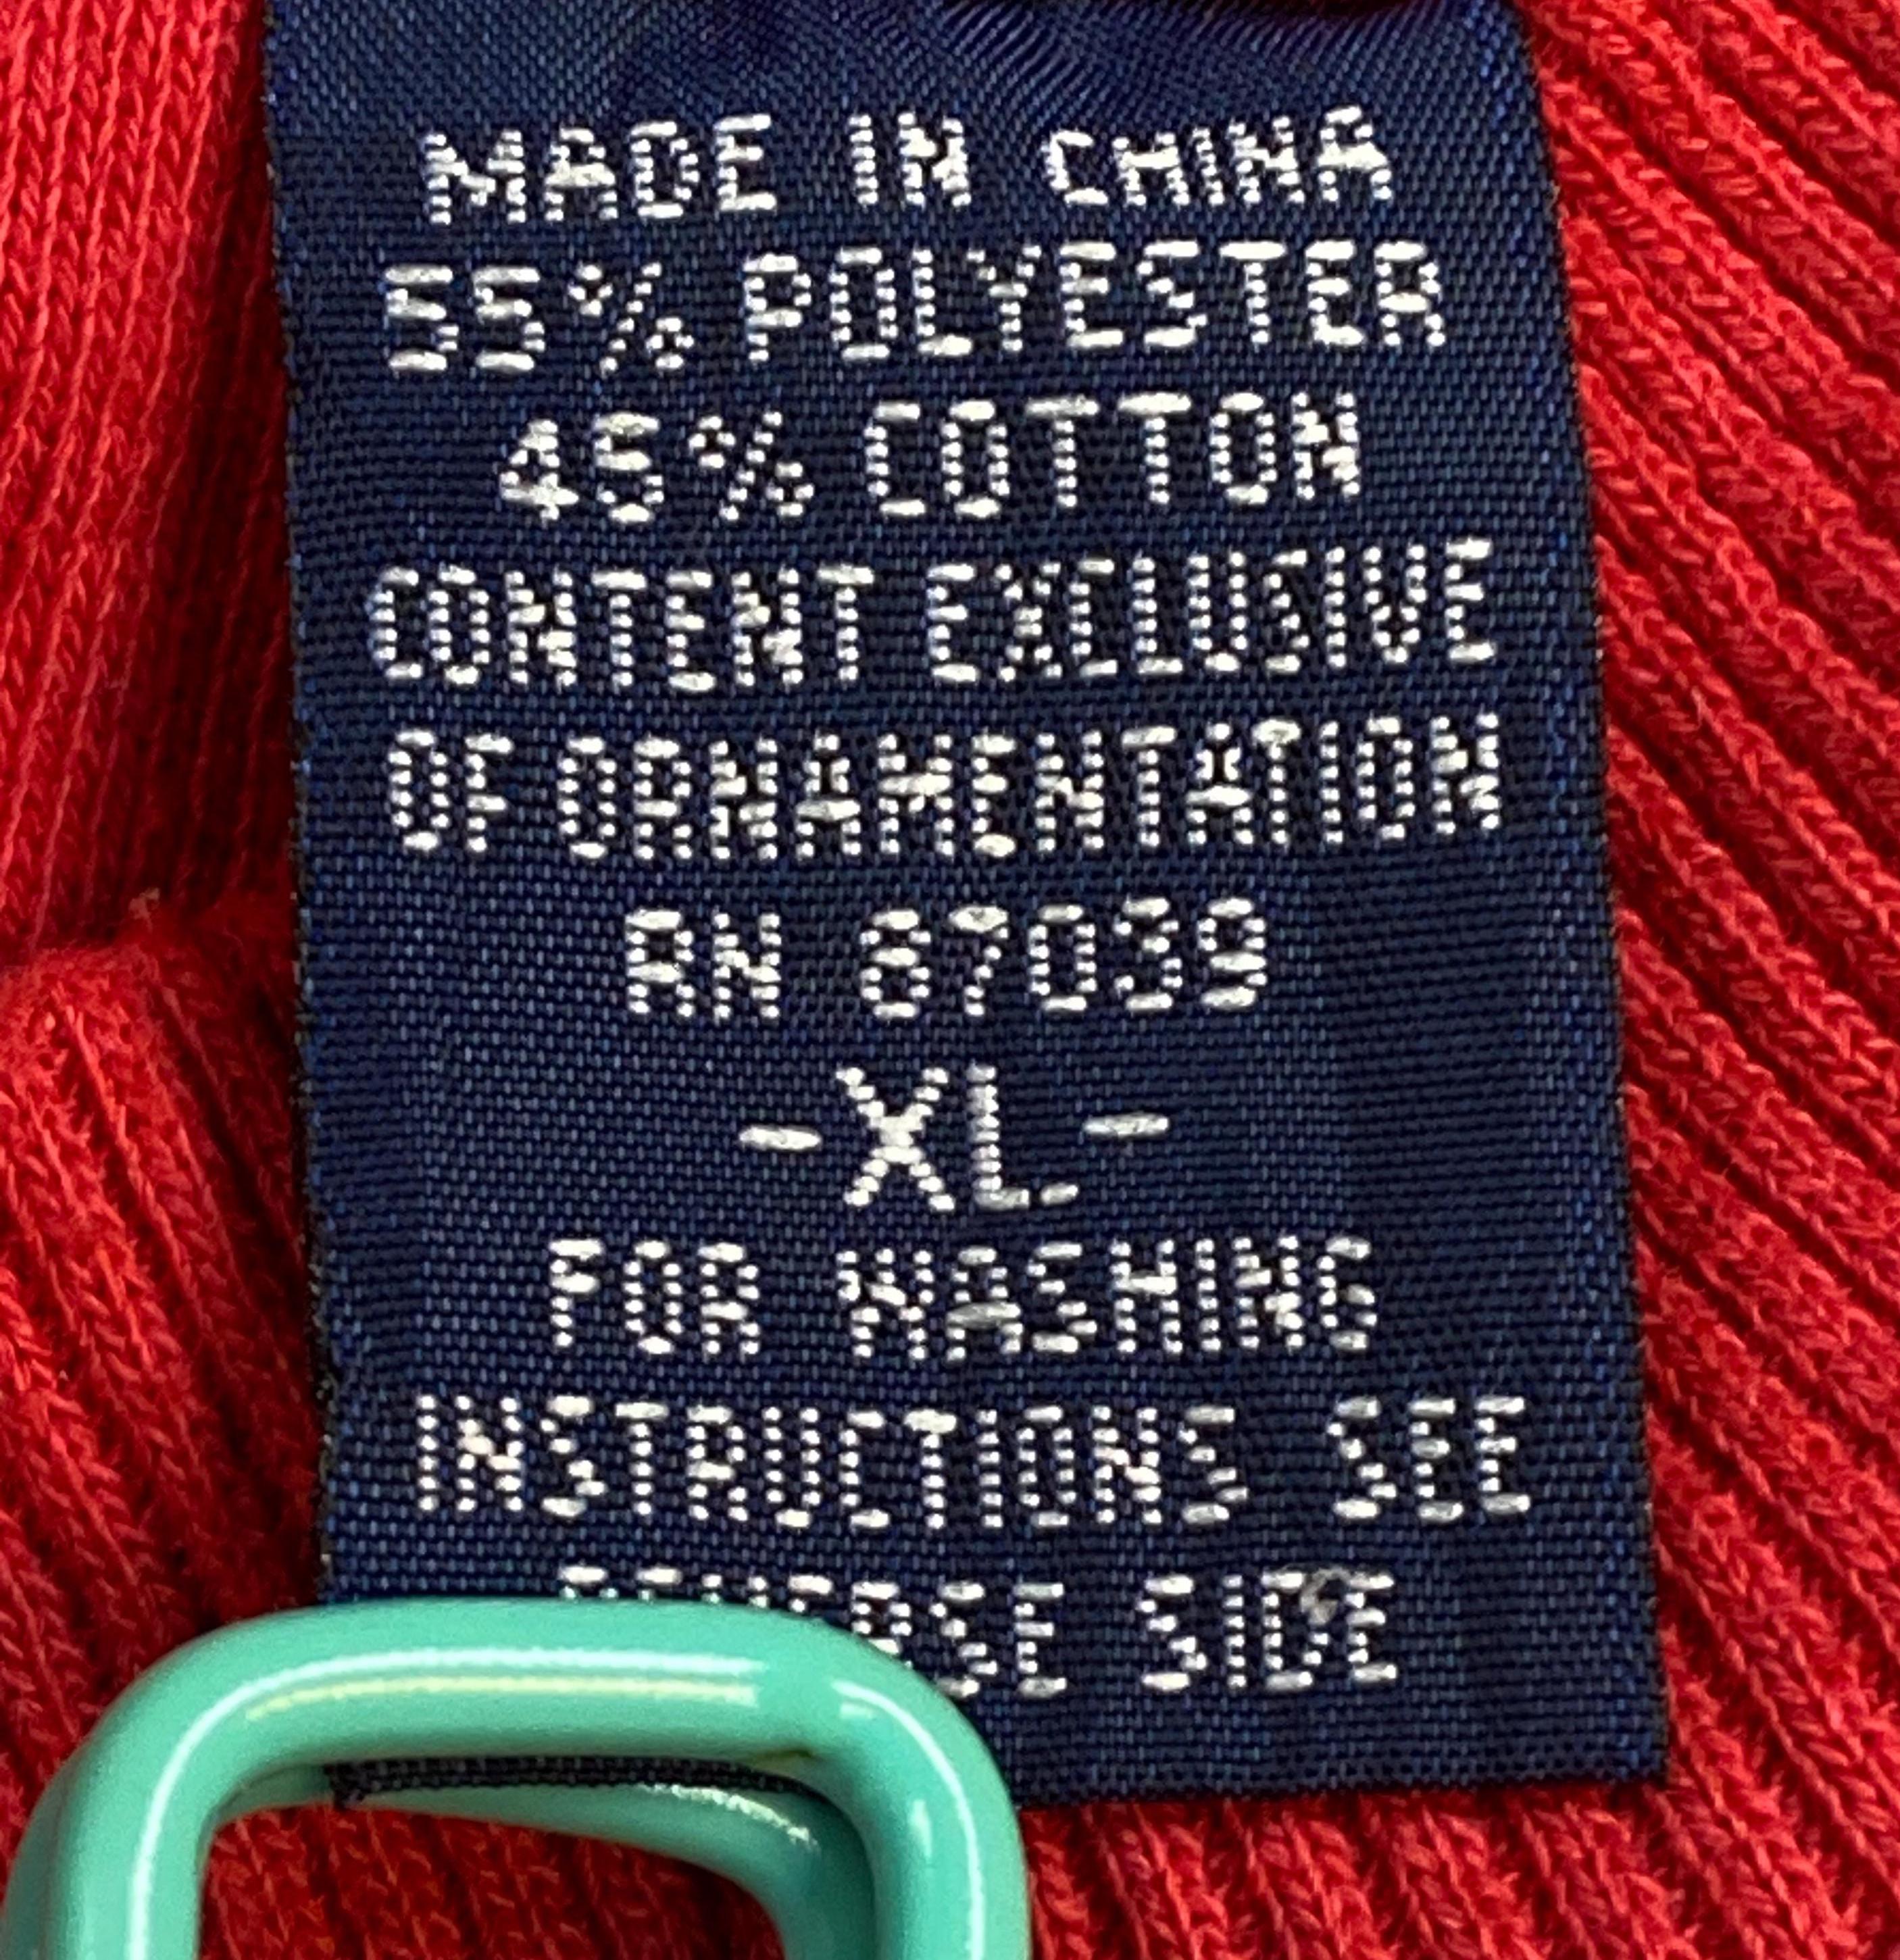 MADE IN CHINA
55% POLYESTER
45% COTTON
CONTENT EXCLUSIVE
OF ORNAMENTATION
RN 67039
-XL-
FOR WASHING
INSTRUCTIONS SEE
REVERSE SIDE